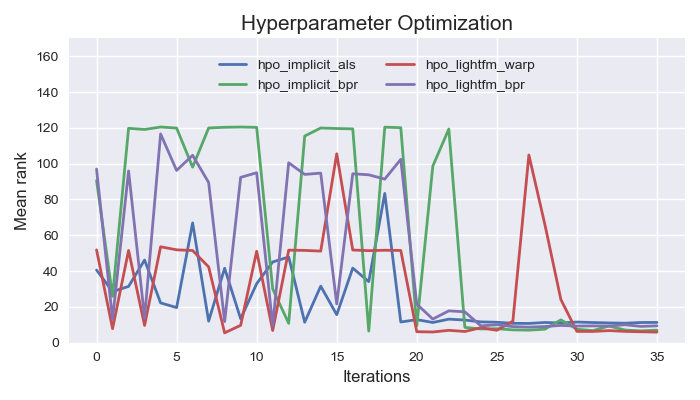 Hyperparameter Optimization
hpo_implicit_als hpo_lightfm_warp
hpo_implicit_bpr hpo_lightfm_bpr
Mean rank
160
140
120
100
80
60
40
20
0
0 5 10 15 20 25 30 35
Iterations